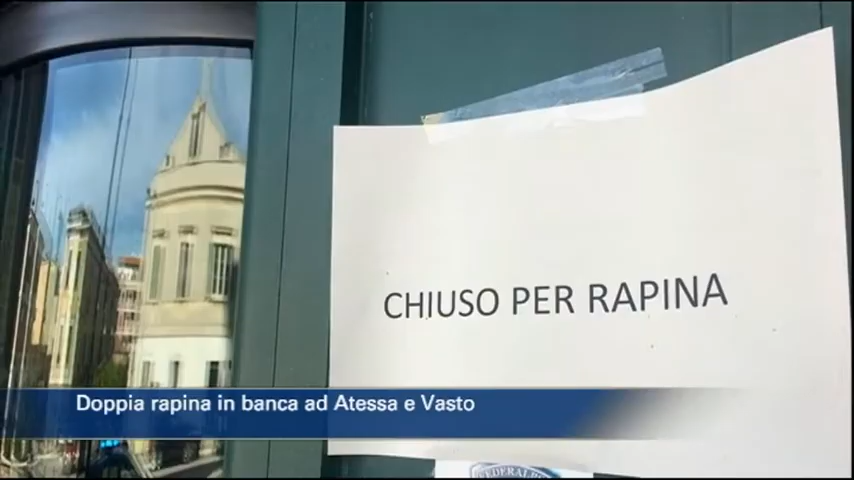 CHIUSO PER RAPINA
Doppia rapina in banca ad Atessa e Vasto